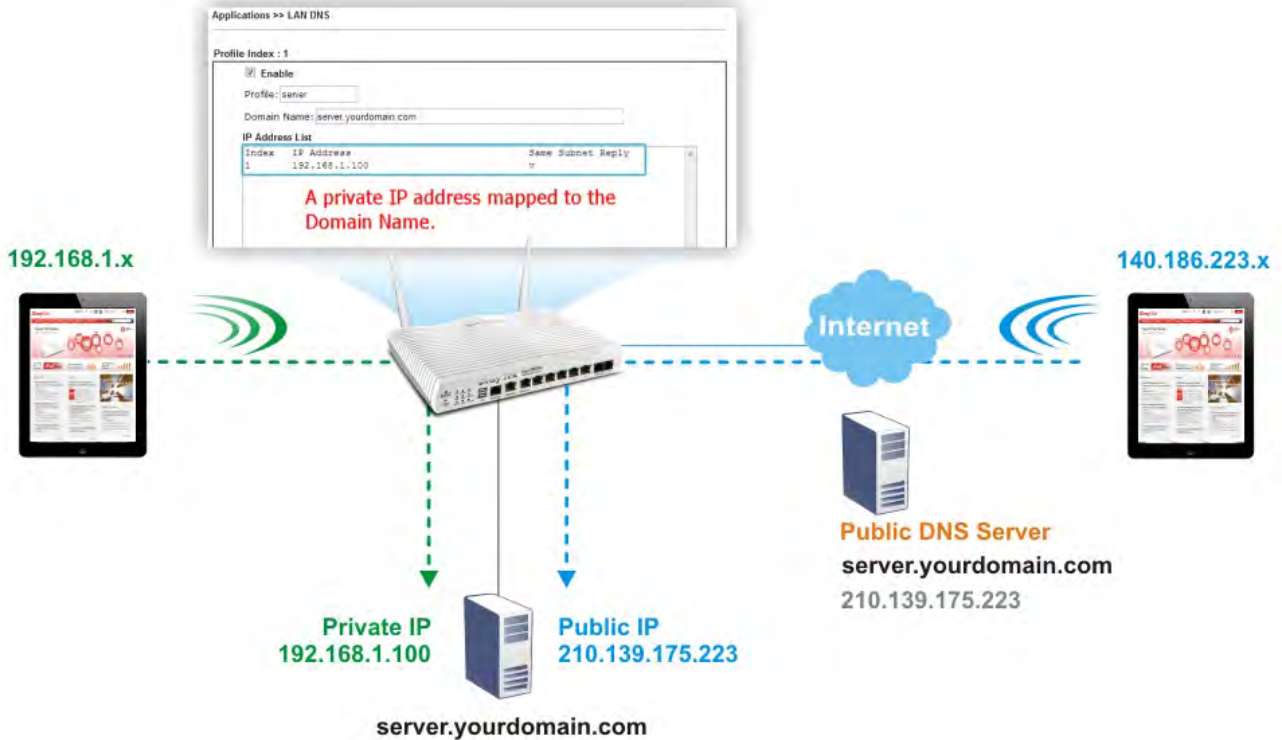 Applications >> LAN DNS
Profile Index : 1
Enable
Profile: server
Domain Name: server.yourdomain.com
IP Address List
Index IP Address Same Subnet Reply
1 192.168.1.100
A private IP address mapped to the
Domain Name.
192.168.1.x
140.186.223.x
Internet
Public DNS Server
server.yourdomain.com
210.139.175.223
Private IP
192.168.1.100
Public IP
210.139.175.223
server.yourdomain.com